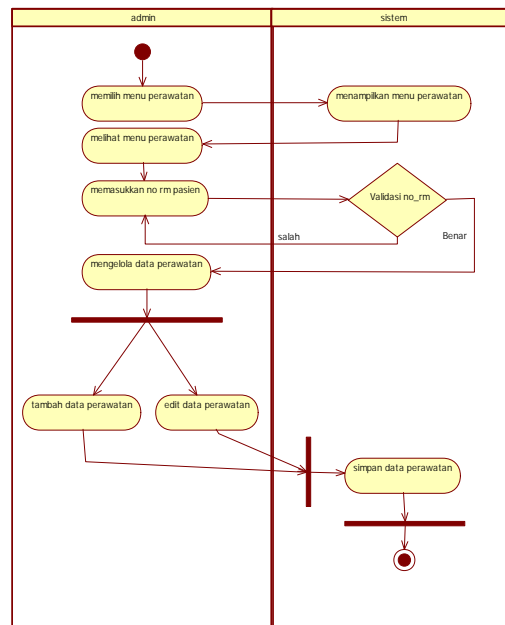 admin
sistem
memilih menu perawatan
menampilkan menu perawatan
melihat menu perawatan
memasukkan no rm pasien
Validasi no_rm
salah
Benar
mengelola data perawatan
tambah data perawatan
edit data perawatan
simpan data perawatan